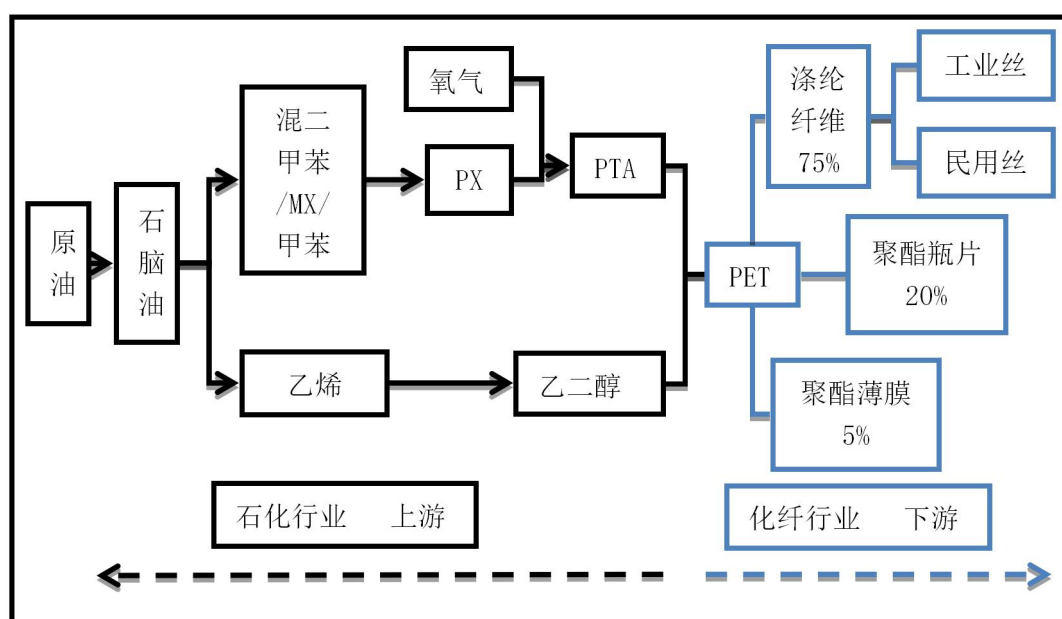 原
油
石
脑
油
混二
甲苯
/MX/
甲苯
氧气
PX
PTA
乙烯
乙二醇
PET
涤纶
纤维
75%
工业丝
民用丝
聚酯瓶片
20%
聚酯薄膜
5%
石化行业 上游
化纤行业 下游